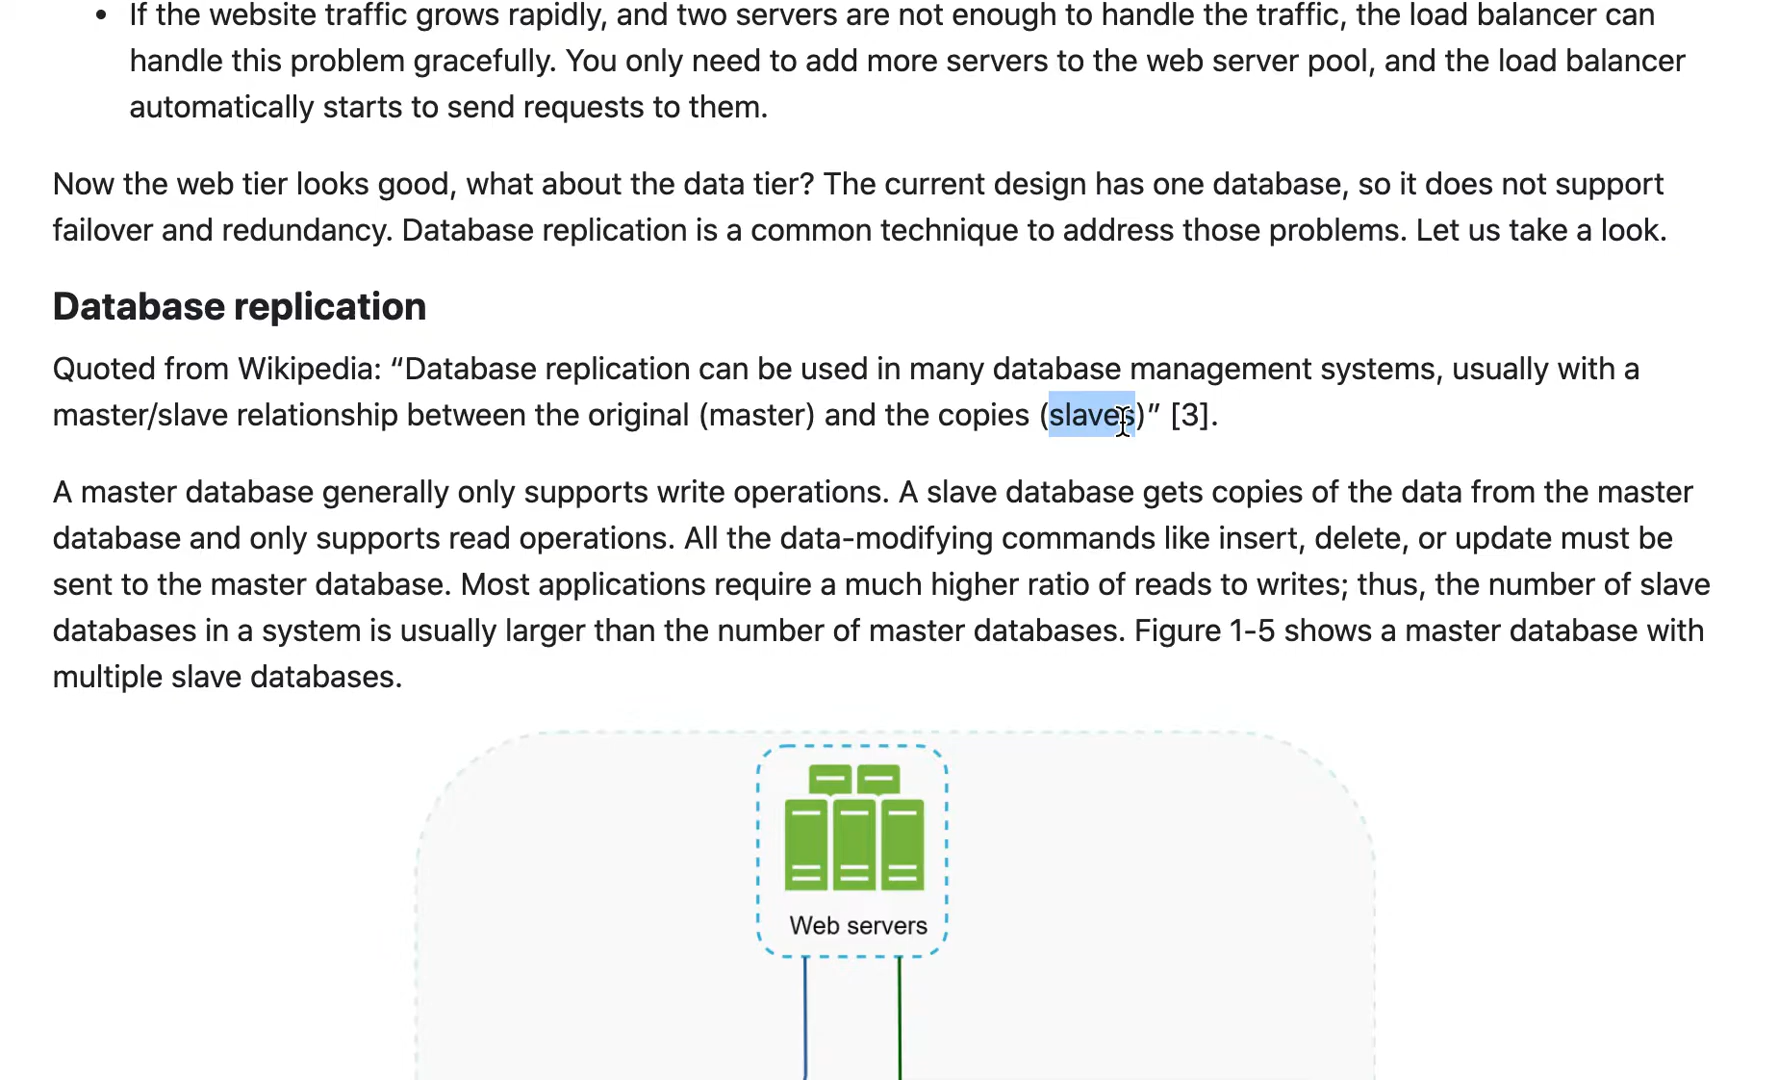 • If the website traffic grows rapidly, and two servers are not enough to handle the traffic, the load balancer can
handle this problem gracefully. You only need to add more servers to the web server pool, and the load balancer
automatically starts to send requests to them.
Now the web tier looks good, what about the data tier? The current design has one database, so it does not support
failover and redundancy. Database replication is a common technique to address those problems. Let us take a look.
Database replication
Quoted from Wikipedia: “Database replication can be used in many database management systems, usually with a
master/slave relationship between the original (master) and the copies (slaves)” [3].
A master database generally only supports write operations. A slave database gets copies of the data from the master
database and only supports read operations. All the data-modifying commands like insert, delete, or update must be
sent to the master database. Most applications require a much higher ratio of reads to writes; thus, the number of slave
databases in a system is usually larger than the number of master databases. Figure 1-5 shows a master database with
multiple slave databases.
Web servers